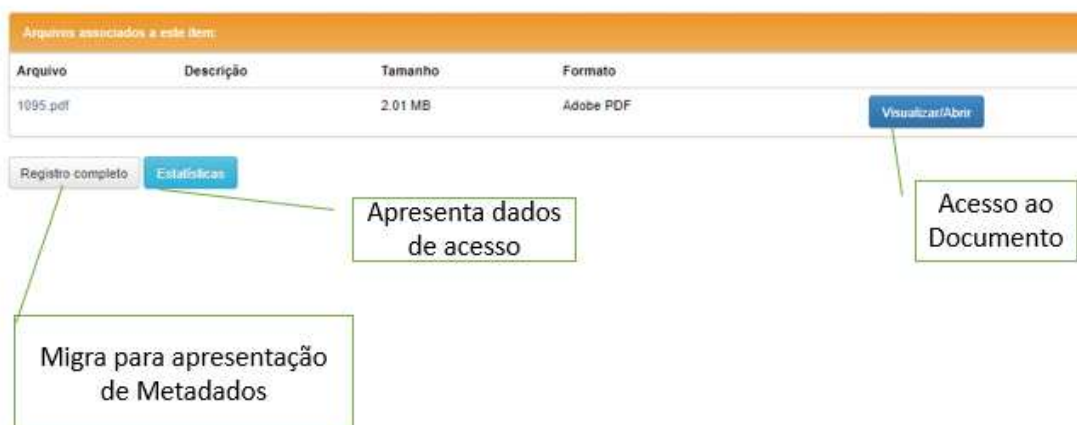 Arquivos associados a este item:
Arquivo Descrição Tamanho Formato
1095.pdf 2.01 MB Adobe PDF Visualizar/Abrir
Registro completo Estatísticas
Apresenta dados
de acesso
Acesso ao
Documento
Migra para apresentação
de Metadados